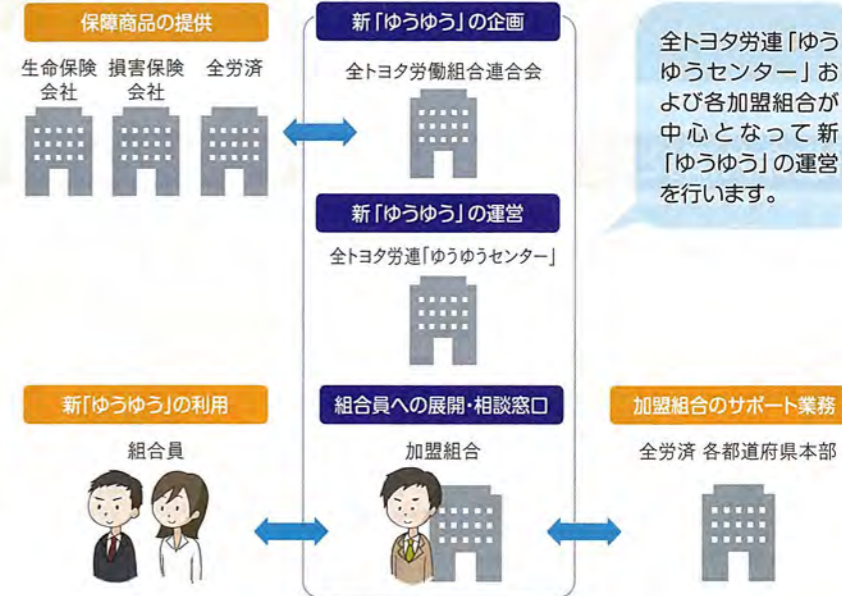 保障商品の提供
生命保険 損害保険 全労済
会社 会社
新「ゆうゆう」の企画
全トヨタ労働組合連合会
全トヨタ労連「ゆう
ゆうセンター」お
よび各加盟組合が
中心となって新
「ゆうゆう」の運営
を行います。
新「ゆうゆう」の運営
全トヨタ労連「ゆうゆうセンター」
新「ゆうゆう」の利用
組合員
組合員への展開・相談窓口
加盟組合
加盟組合のサポート業務
全労済 各都道府県本部